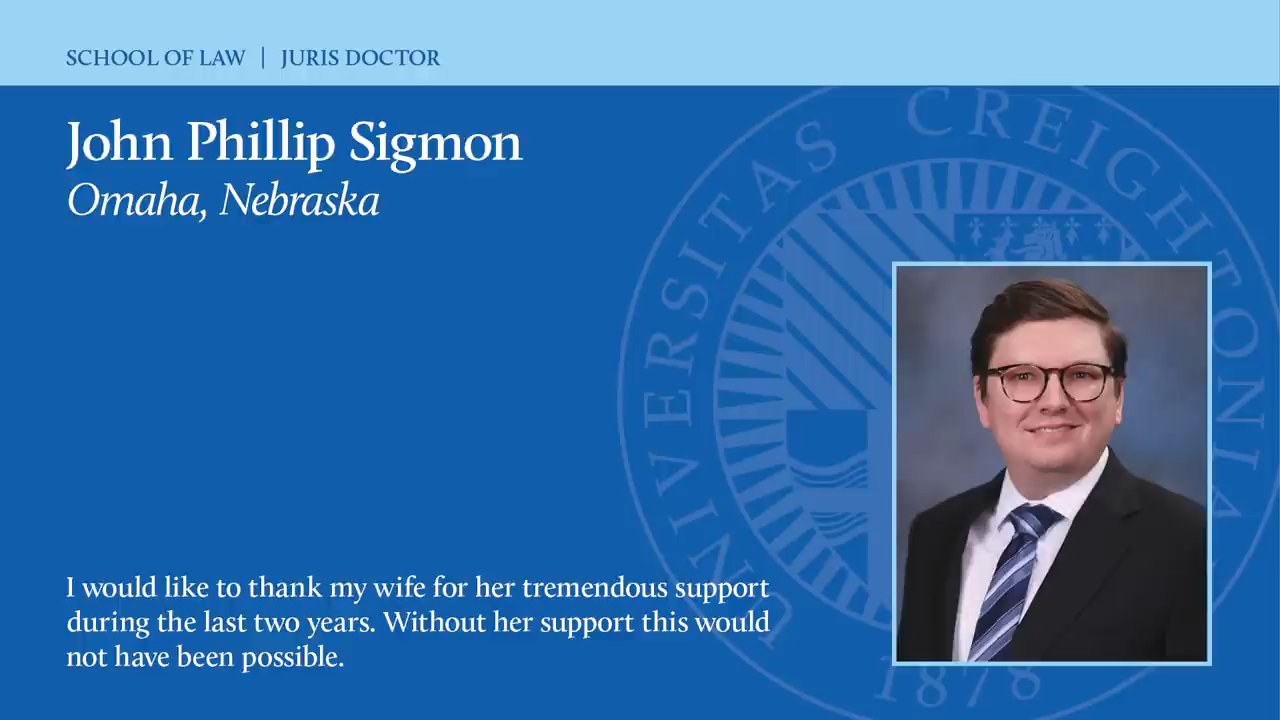 SCHOOL OF LAW | JURIS DOCTOR
John Phillip Sigmon
Omaha, Nebraska
UNIVERSITAS CREIGHTONIANA
I would like to thank my wife for her tremendous support
during the last two years. Without her support this would
not have been possible.
1878